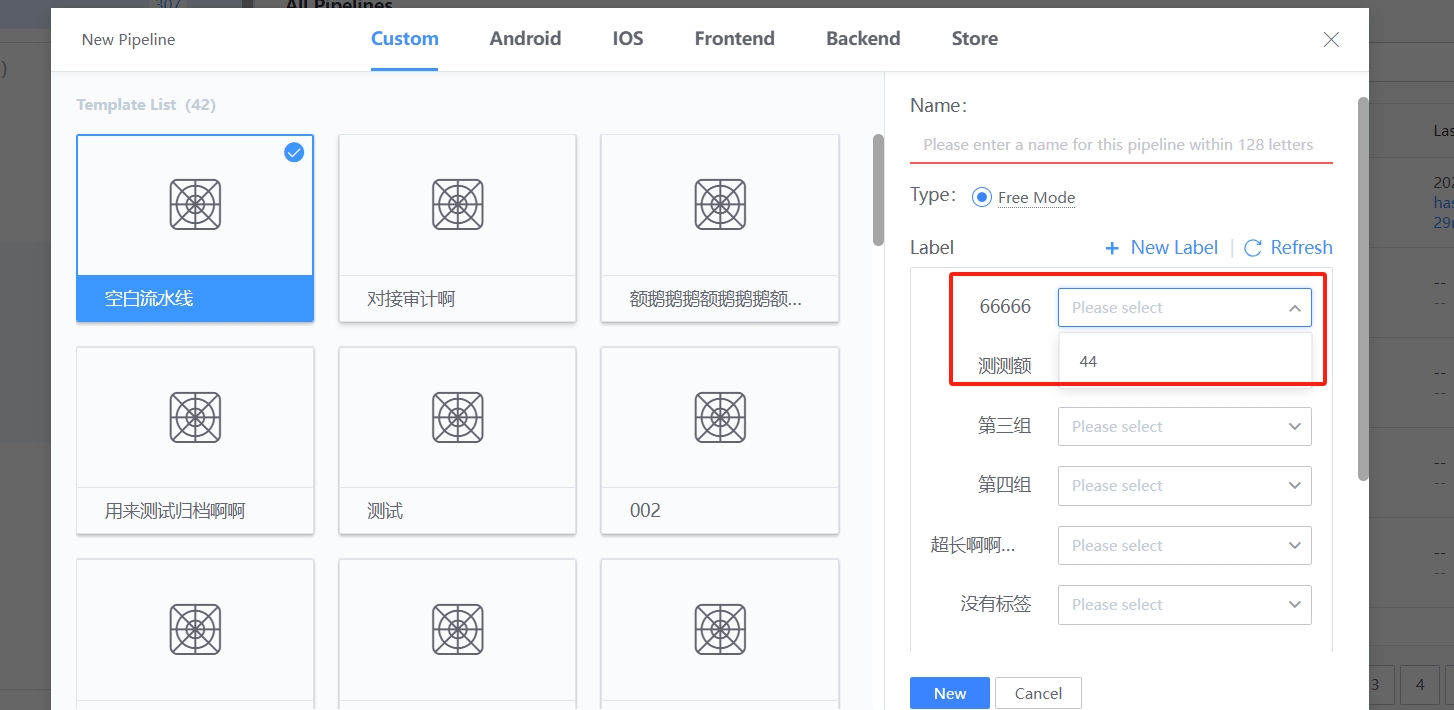 307
All Pipelines
New Pipeline
Custom
Android
IOS
Frontend
Backend
Store
Template List (42)
空白流水线
对接审计啊
额鹅鹅鹅额鹅鹅鹅额...
用来测试归档啊啊
测试
002
Name:
Please enter a name for this pipeline within 128 letters
Type:
Free Mode
Label
+ New Label
Refresh
66666
Please select
44
测测额
第三组
Please select
第四组
Please select
超长啊啊...
Please select
没有标签
Please select
New
Cancel
)
--
--
--
--
--
--
--
--
3
4